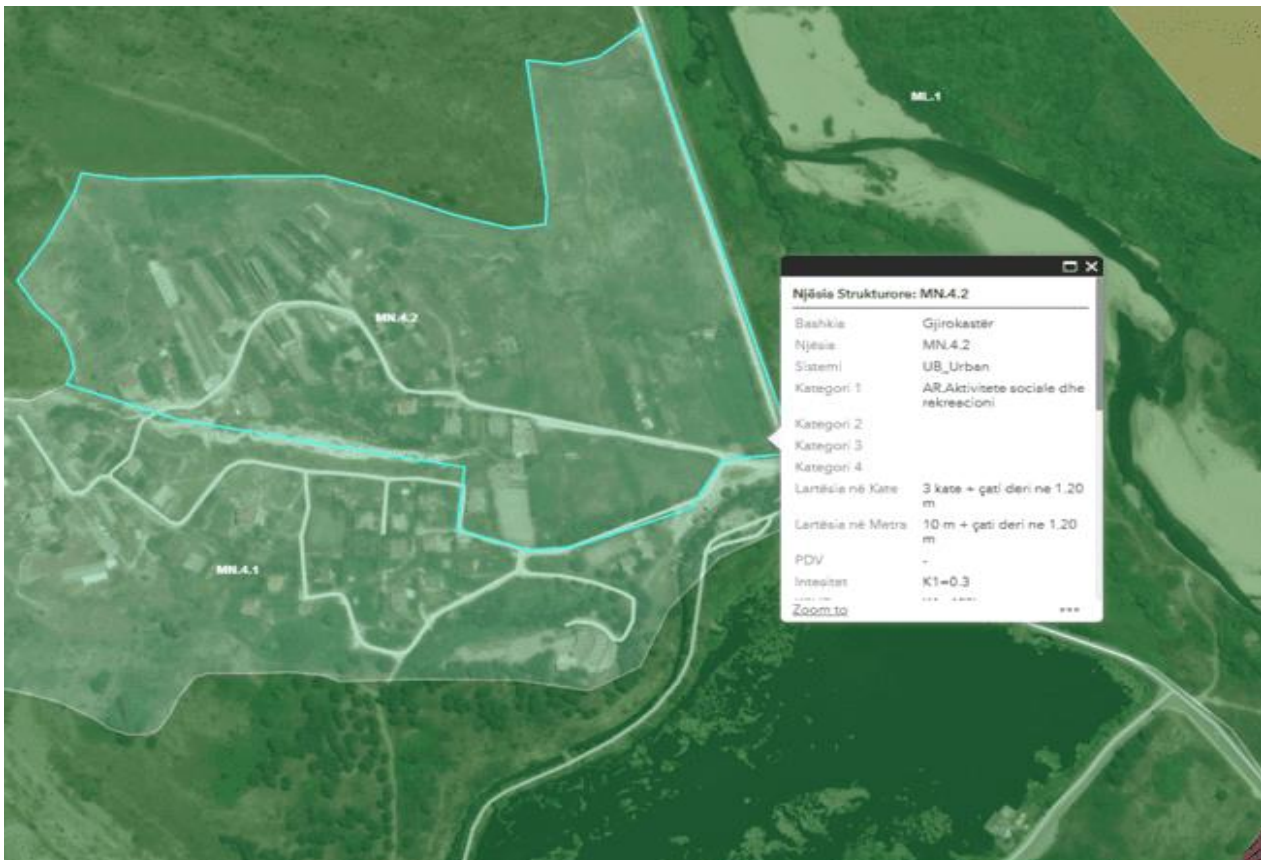 ML.1
MN.4.2
MN.4.1
Njësia Strukturore: MN.4.2
Bashkia Gjirokastër
Njësia MN.4.2
Sistemi UB_Urban
Kategori 1 AR.Aktivitete sociale dhe
rekreacioni
Kategori 2
Kategori 3
Kategori 4
Lartësia në Kate 3 kate + çati deri ne 1.20
m
Lartësia në Metra 10 m + çati deri ne 1.20
m
PDV -
Intesitet K1=0.3
Zoom to